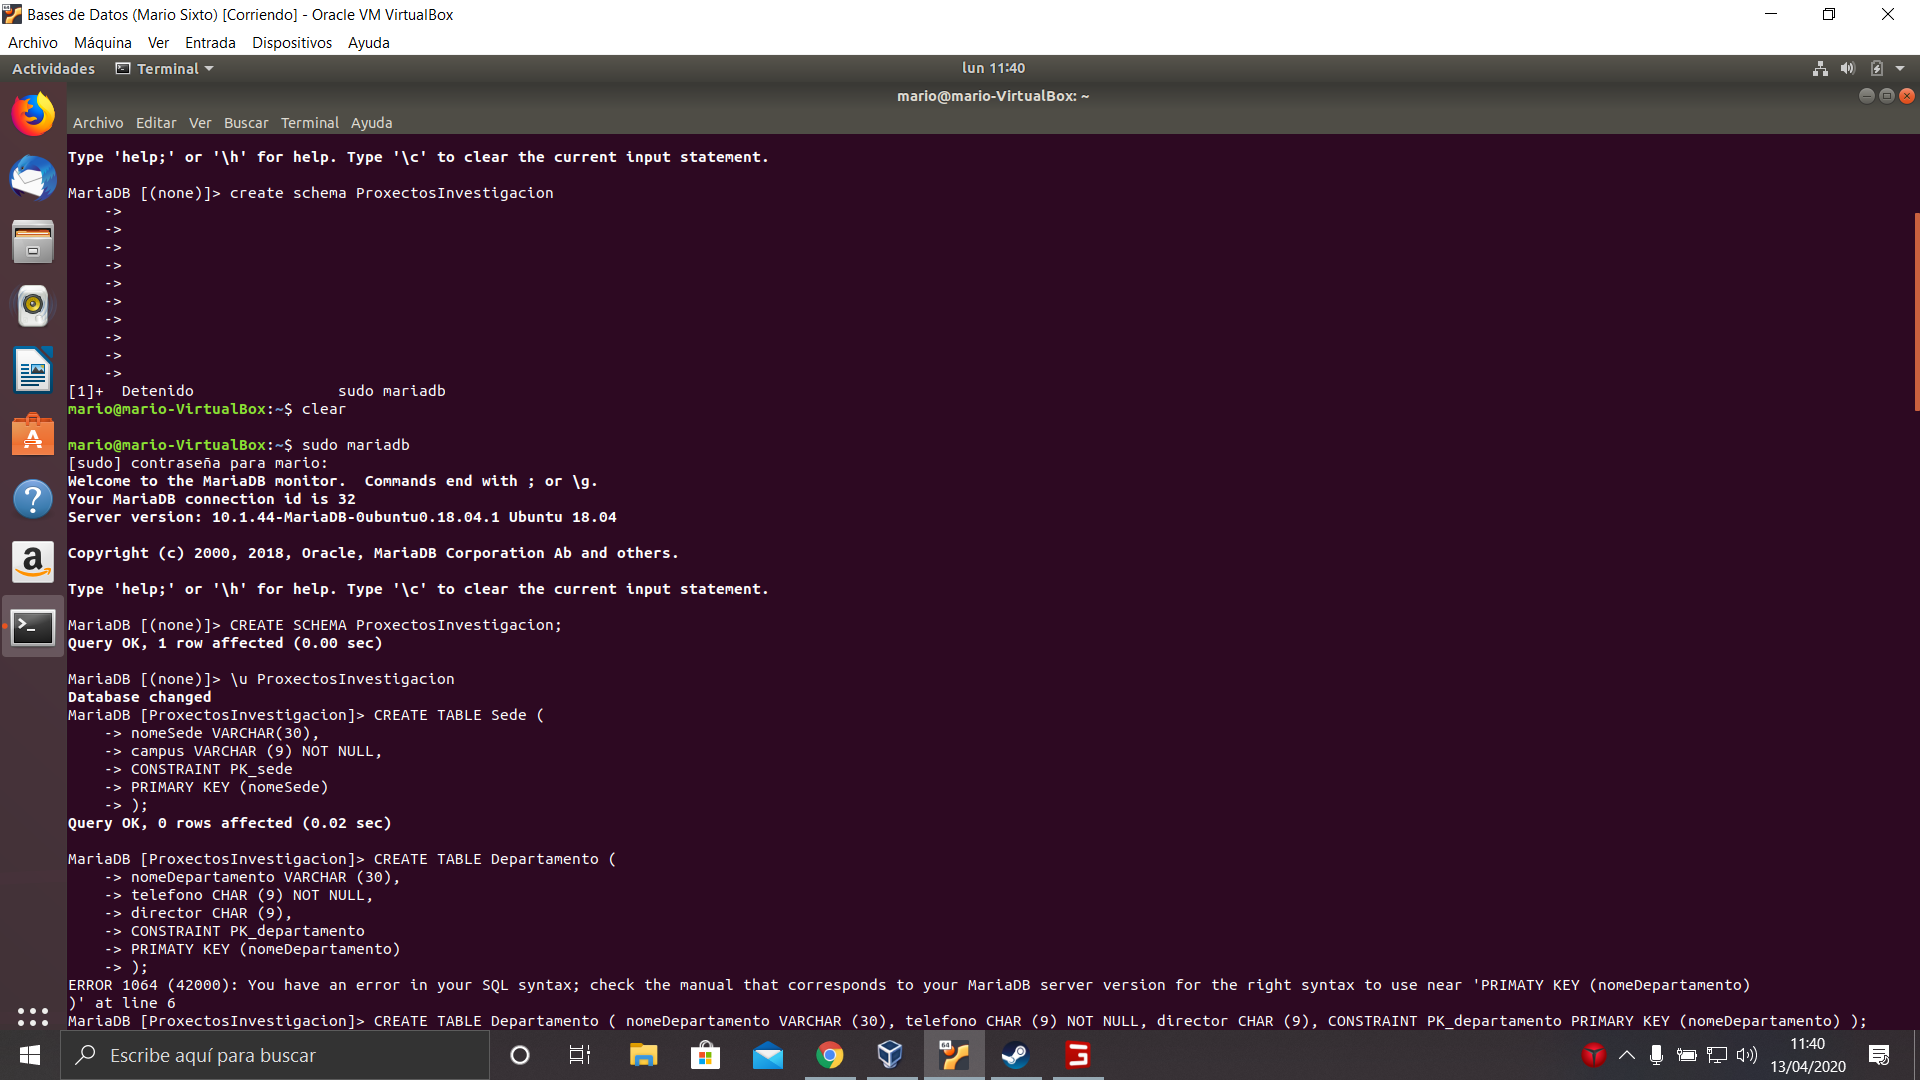 Bases de Datos (Mario Sixto) [Corriendo] - Oracle VM VirtualBox
Archivo Máquina Ver Entrada Dispositivos Ayuda
Actividades Terminal lun 11:40
mario@mario-VirtualBox: ~
Archivo Editar Ver Buscar Terminal Ayuda
Type 'help;' or '\h' for help. Type '\c' to clear the current input statement.
MariaDB [(none)]> create schema ProxectosInvestigacion
->
->
->
->
->
->
->
->
->
->
[1]+  Detenido                sudo mariadb
mario@mario-VirtualBox:~$ clear
mario@mario-VirtualBox:~$ sudo mariadb
[sudo] contraseña para mario:
Welcome to the MariaDB monitor.  Commands end with ; or \g.
Your MariaDB connection id is 32
Server version: 10.1.44-MariaDB-0ubuntu0.18.04.1 Ubuntu 18.04
Copyright (c) 2000, 2018, Oracle, MariaDB Corporation Ab and others.
Type 'help;' or '\h' for help. Type '\c' to clear the current input statement.
MariaDB [(none)]> CREATE SCHEMA ProxectosInvestigacion;
Query OK, 1 row affected (0.00 sec)
MariaDB [(none)]> \u ProxectosInvestigacion
Database changed
MariaDB [ProxectosInvestigacion]> CREATE TABLE Sede (
-> nomeSede VARCHAR(30),
-> campus VARCHAR (9) NOT NULL,
-> CONSTRAINT PK_sede
-> PRIMARY KEY (nomeSede)
-> );
Query OK, 0 rows affected (0.02 sec)
MariaDB [ProxectosInvestigacion]> CREATE TABLE Departamento (
-> nomeDepartamento VARCHAR (30),
-> telefono CHAR (9) NOT NULL,
-> director CHAR (9),
-> CONSTRAINT PK_departamento
-> PRIMATY KEY (nomeDepartamento)
-> );
ERROR 1064 (42000): You have an error in your SQL syntax; check the manual that corresponds to your MariaDB server version for the right syntax to use near 'PRIMATY KEY (nomeDepartamento)
)' at line 6
MariaDB [ProxectosInvestigacion]> CREATE TABLE Departamento ( nomeDepartamento VARCHAR (30), telefono CHAR (9) NOT NULL, director CHAR (9), CONSTRAINT PK_departamento PRIMARY KEY (nomeDepartamento) );
Escribe aquí para buscar
11:40
13/04/2020